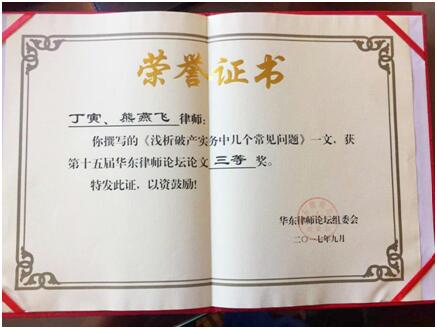 荣誉证书
丁寅、熊燕飞 律师:
你撰写的《浅析破产实务中几个常见问题》一文,获
第十五届华东律师论坛论文 三等 奖。
特发此证,以资鼓励!
华东律师论坛组委会
二〇一七年九月